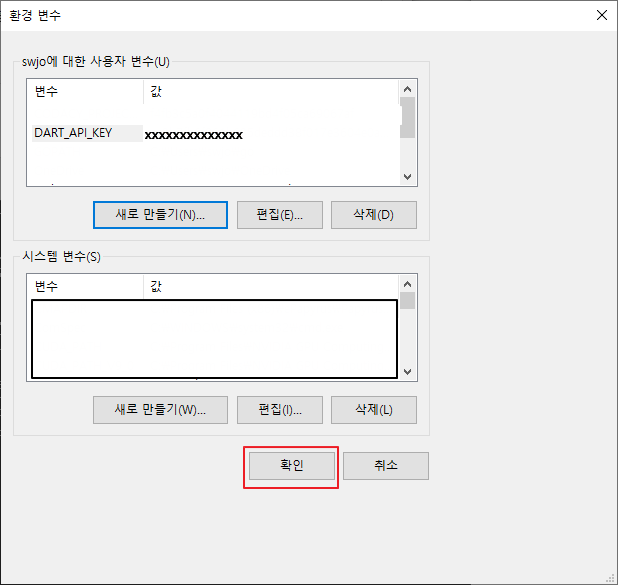 환경 변수
swjo에 대한 사용자 변수(U)
변수 값
DART_API_KEY xxxxxxxxxxxxxx
새로 만들기(N)... 편집(E)... 삭제(D)
시스템 변수(S)
변수 값
새로 만들기(W)... 편집(I)... 삭제(L)
확인 취소